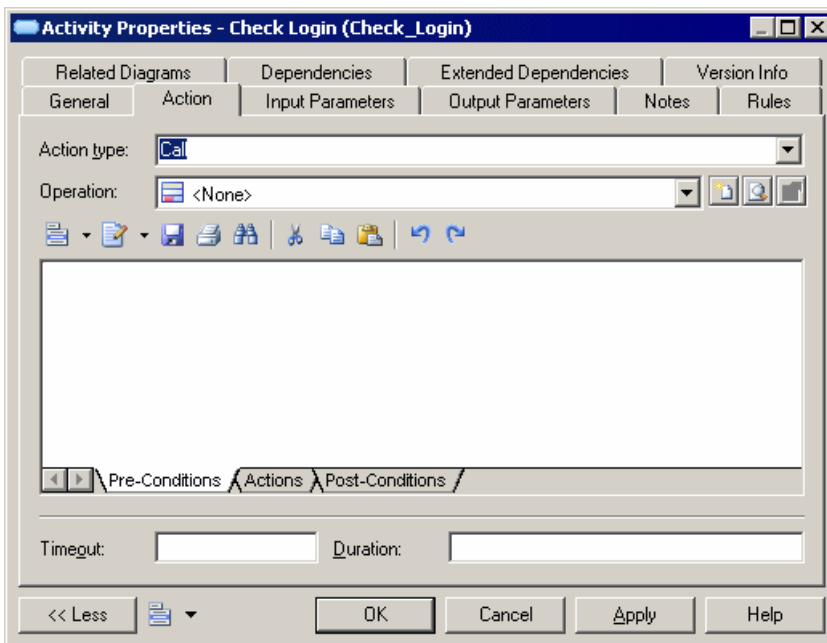 Activity Properties - Check Login (Check_Login)
Related Diagrams Dependencies Extended Dependencies Version Info
General Action Input Parameters Output Parameters Notes Rules
Action type: Call
Operation: <None>
Pre-Conditions Actions Post-Conditions
Timeout: Duration:
<< Less OK Cancel Apply Help